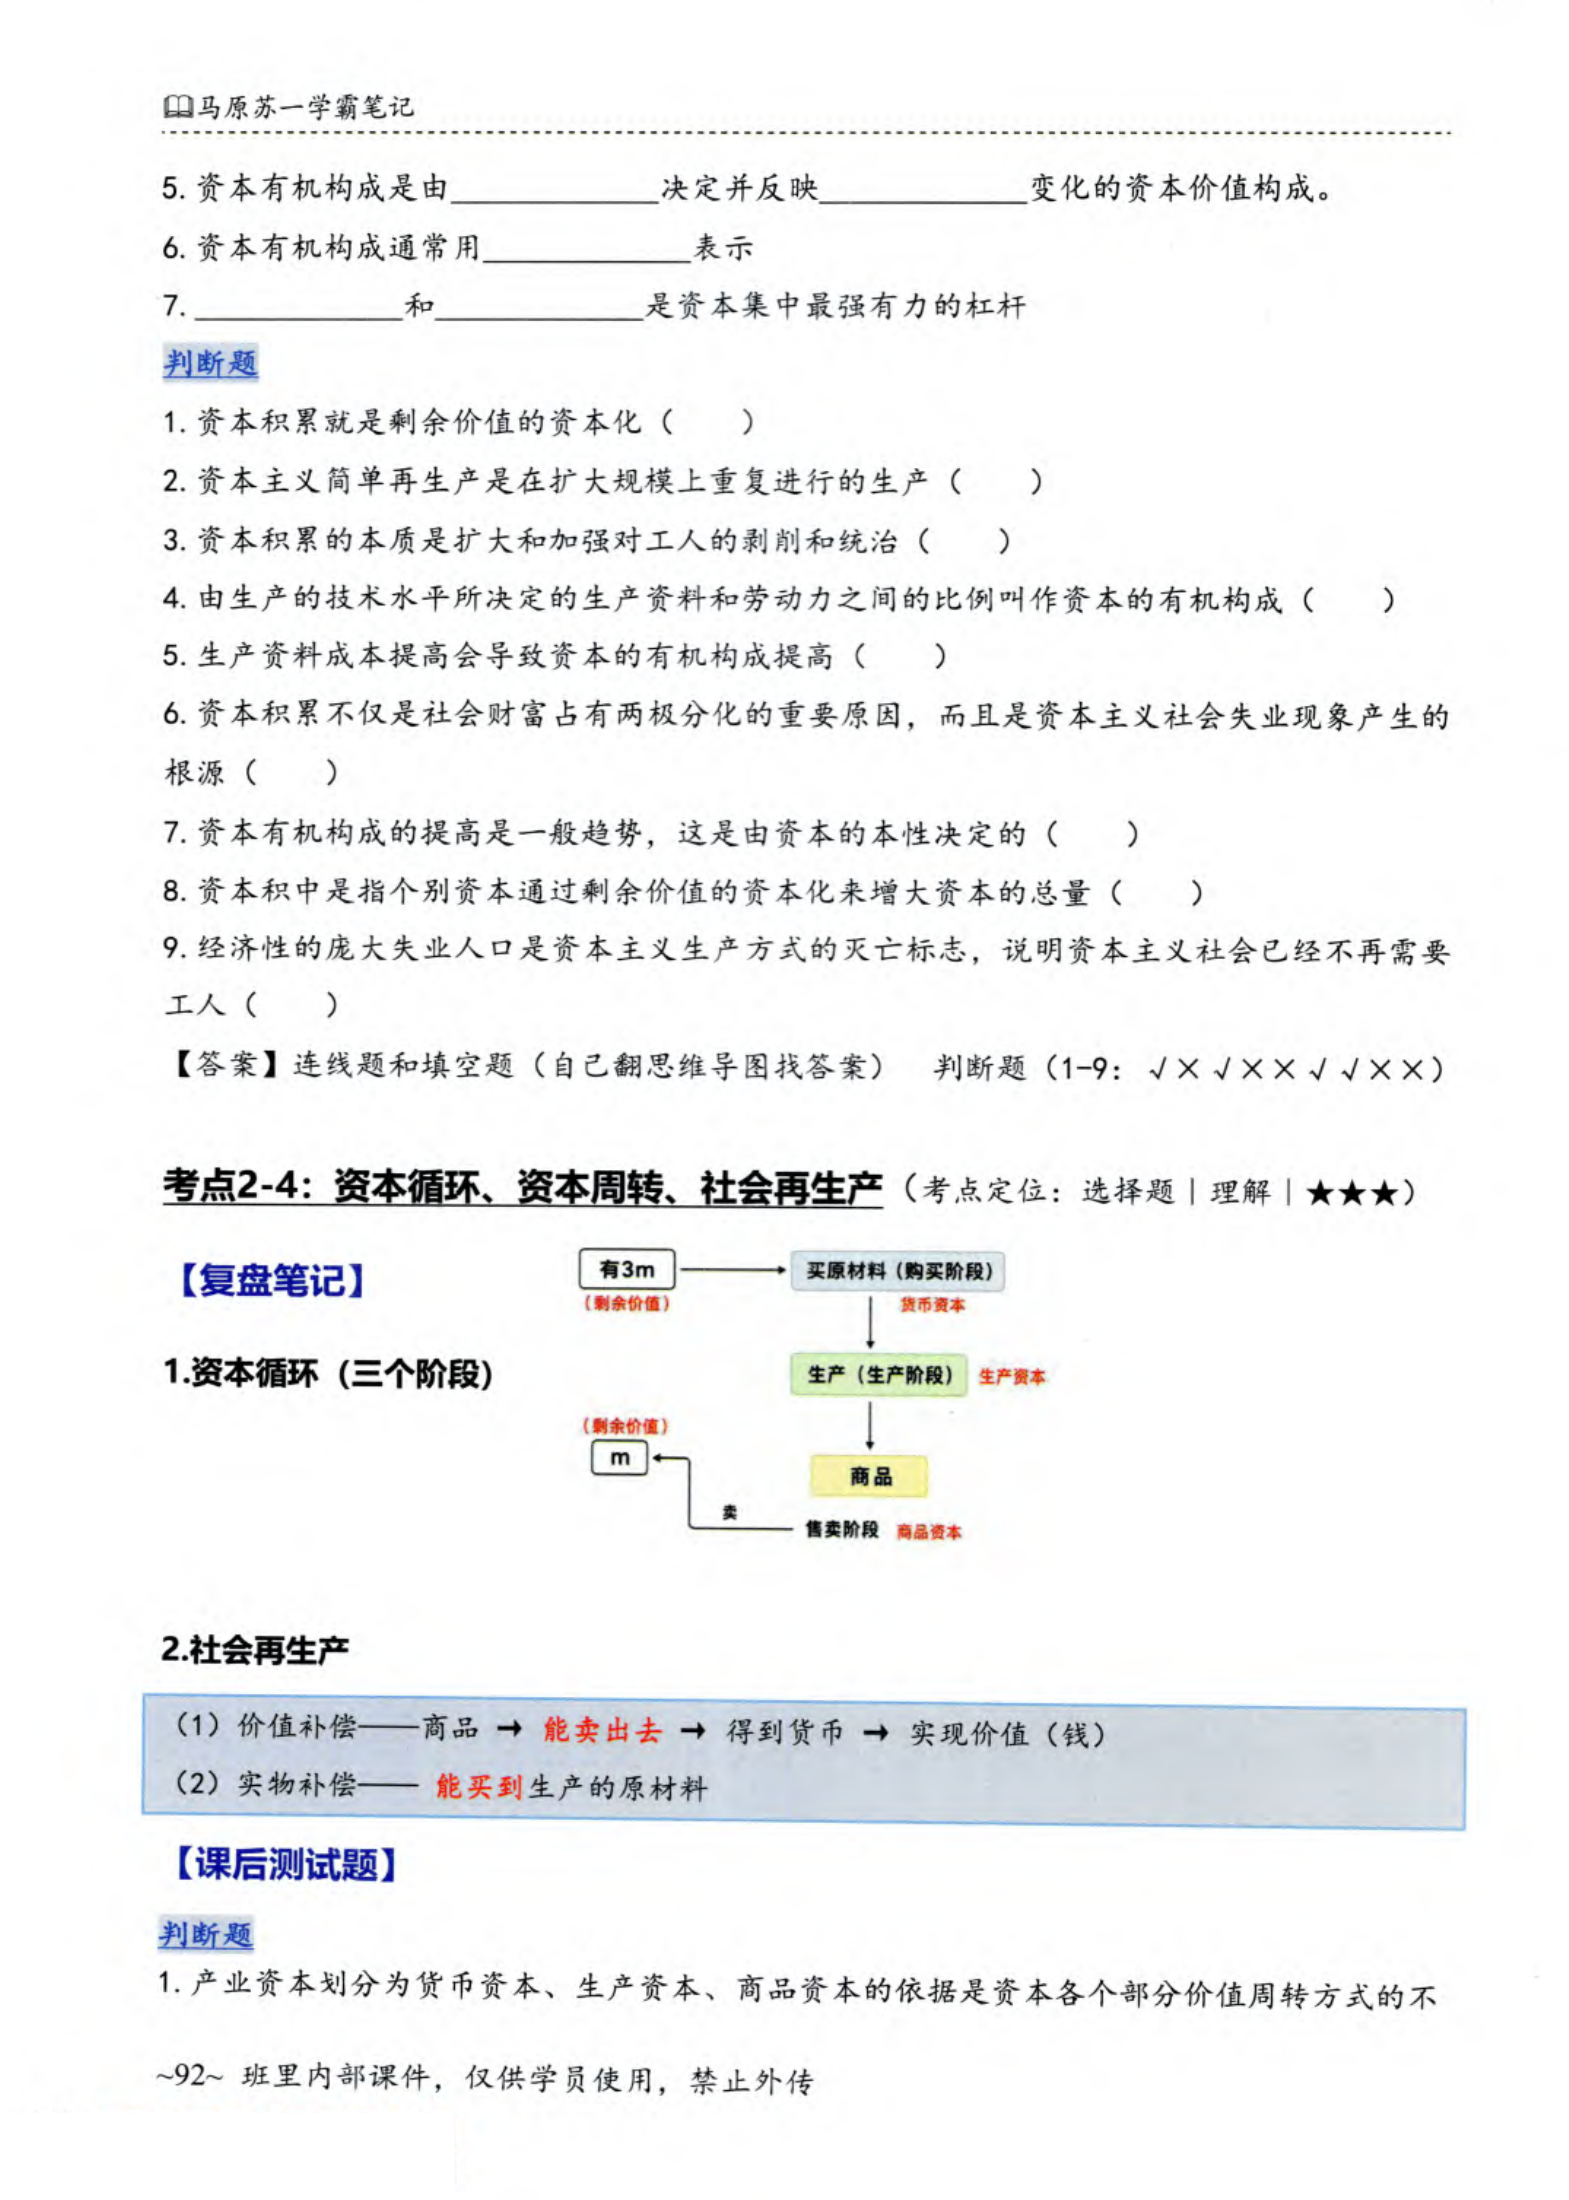 马原苏一学霸笔记
5. 资本有机构成是由____________决定并反映____________变化的资本价值构成。
6. 资本有机构成通常用____________表示
7. ____________和____________是资本集中最强有力的杠杆
判断题
1. 资本积累就是剩余价值的资本化（　　）
2. 资本主义简单再生产是在扩大规模上重复进行的生产（　　）
3. 资本积累的本质是扩大和加强对工人的剥削和统治（　　）
4. 由生产的技术水平所决定的生产资料和劳动力之间的比例叫作资本的有机构成（　　）
5. 生产资料成本提高会导致资本的有机构成提高（　　）
6. 资本积累不仅是社会财富占有两极分化的重要原因，而且是资本主义社会失业现象产生的
根源（　　）
7. 资本有机构成的提高是一般趋势，这是由资本的本性决定的（　　）
8. 资本积中是指个别资本通过剩余价值的资本化来增大资本的总量（　　）
9. 经济性的庞大失业人口是资本主义生产方式的灭亡标志，说明资本主义社会已经不再需要
工人（　　）
【答案】连线题和填空题（自己翻思维导图找答案）　判断题（1-9：√×√××√√××）
考点2-4：资本循环、资本周转、社会再生产（考点定位：选择题｜理解｜★★★）
【复盘笔记】
有3m
买原材料（购买阶段）
（剩余价值）
货币资本
1.资本循环（三个阶段）
生产（生产阶段）
生产资本
（剩余价值）
m
商品
卖
售卖阶段
商品资本
2.社会再生产
（1）价值补偿——商品 → 能卖出去 → 得到货币 → 实现价值（钱）
（2）实物补偿—— 能买到生产的原材料
【课后测试题】
判断题
1. 产业资本划分为货币资本、生产资本、商品资本的依据是资本各个部分价值周转方式的不
~92~ 班里内部课件，仅供学员使用，禁止外传